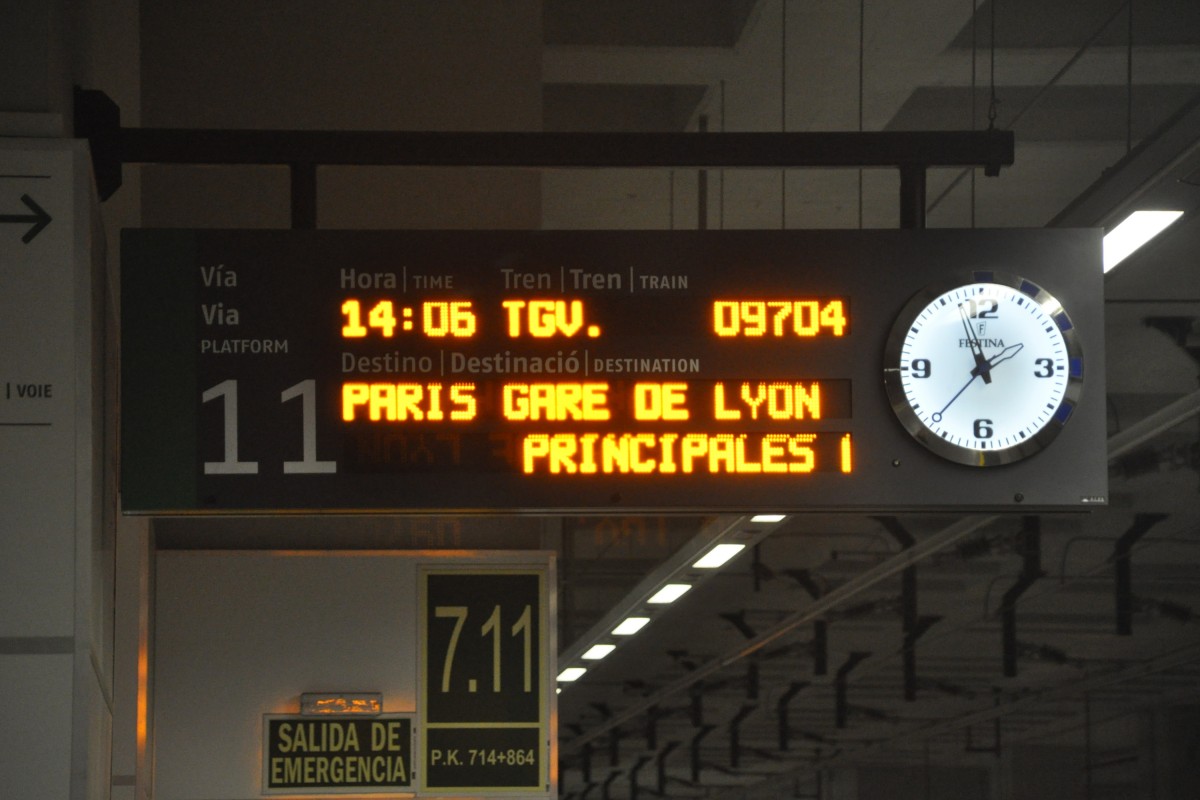 Vía
Via
PLATFORM
11
Hora | TIME
Tren | Tren | TRAIN
14:06 TGV. 09704
Destino | Destinació | DESTINATION
PARIS GARE DE LYON
PRINCIPALES
12
3
6
9
F
FESTINA
| VOIE
7.11
P.K. 714+864
SALIDA DE
EMERGENCIA